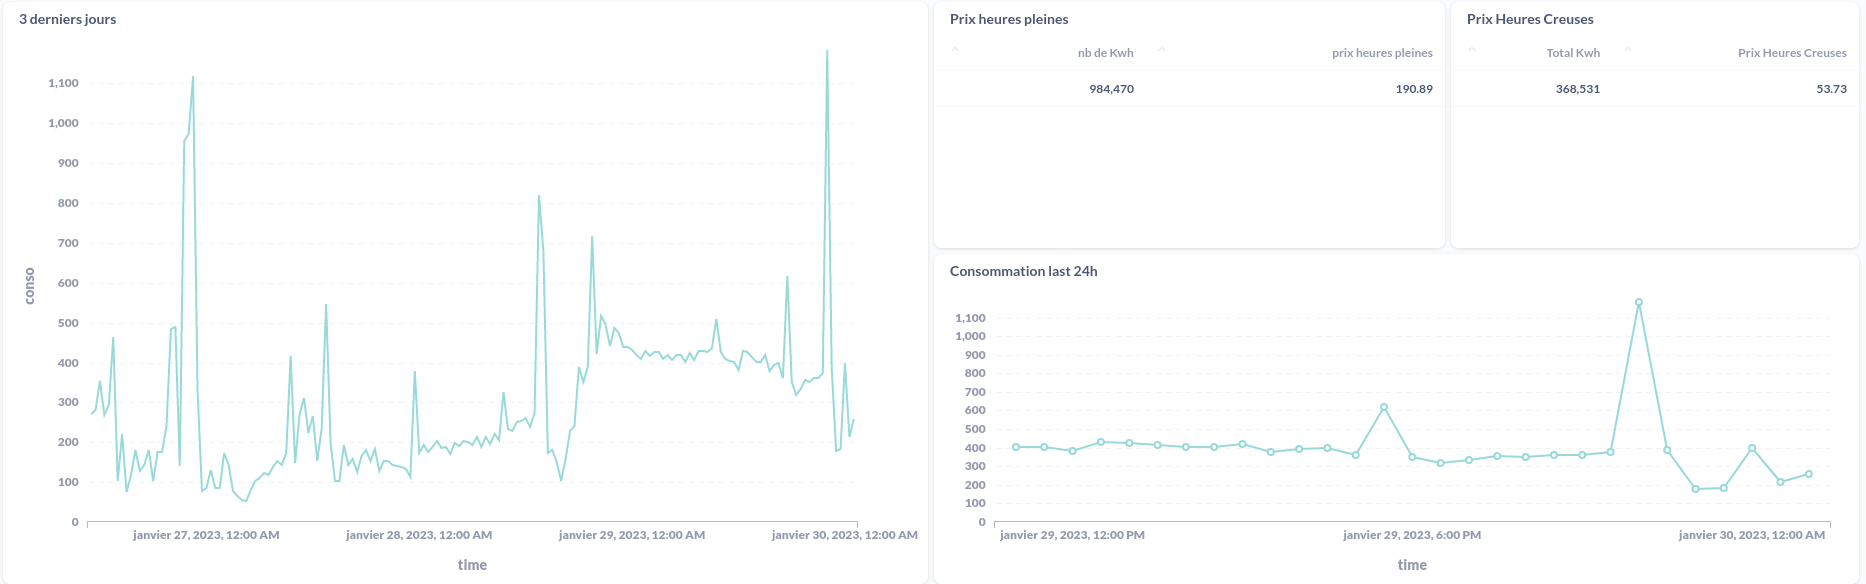 3 derniers jours
1,100
1,000
900
800
700
600
500
400
300
200
100
0
conso
janvier 27, 2023, 12:00 AM
janvier 28, 2023, 12:00 AM
janvier 29, 2023, 12:00 AM
janvier 30, 2023, 12:00 AM
time
Prix heures pleines
nb de Kwh prix heures pleines
984,470 190.89
Prix Heures Creuses
Total Kwh Prix Heures Creuses
368,531 53.73
Consommation last 24h
1,100
1,000
900
800
700
600
500
400
300
200
100
0
janvier 29, 2023, 12:00 PM
janvier 29, 2023, 6:00 PM
janvier 30, 2023, 12:00 AM
time